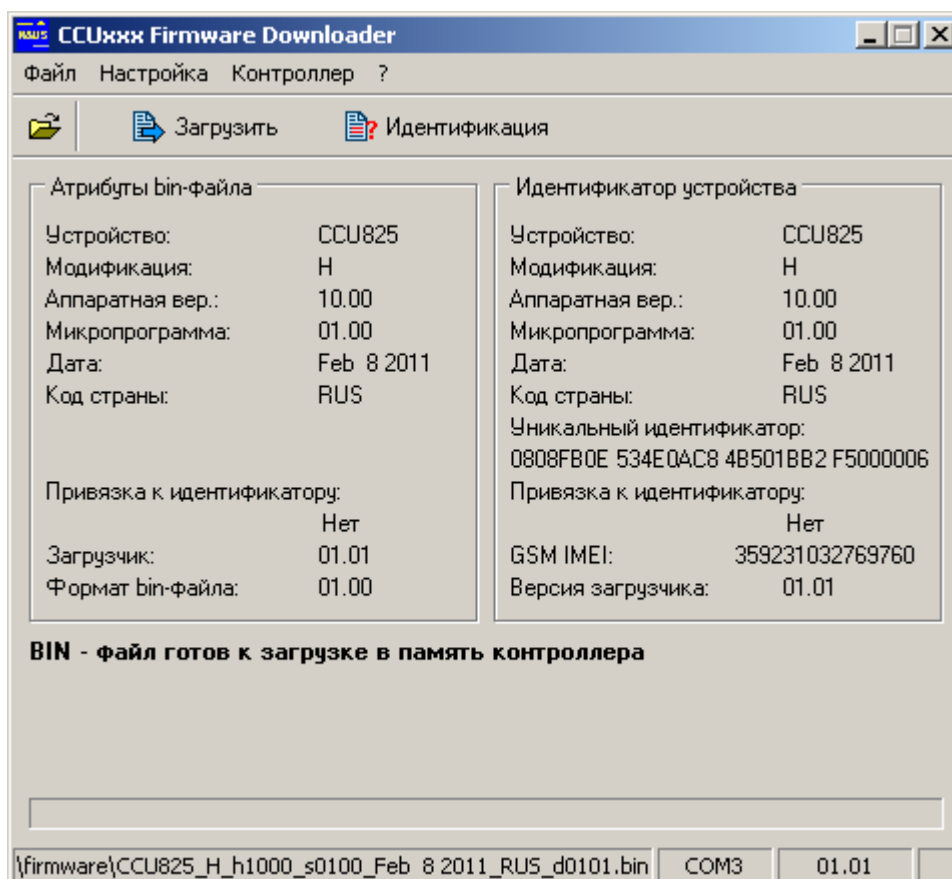 RADS CCUxxx Firmware Downloader
Файл Настройка Контроллер ?
Загрузить Идентификация
Атрибуты bin-файла
Устройство: CCU825
Модификация: H
Аппаратная вер.: 10.00
Микропрограмма: 01.00
Дата: Feb 8 2011
Код страны: RUS
Привязка к идентификатору:
Нет
Загрузчик: 01.01
Формат bin-файла: 01.00
Идентификатор устройства
Устройство: CCU825
Модификация: H
Аппаратная вер.: 10.00
Микропрограмма: 01.00
Дата: Feb 8 2011
Код страны: RUS
Уникальный идентификатор:
0808FB0E 534E0AC8 4B501BB2 F5000006
Привязка к идентификатору:
Нет
GSM IMEI: 359231032769760
Версия загрузчика: 01.01
BIN - файл готов к загрузке в память контроллера
\firmware\CCU825_H_h1000_s0100_Feb 8 2011_RUS_d0101.bin COM3 01.01